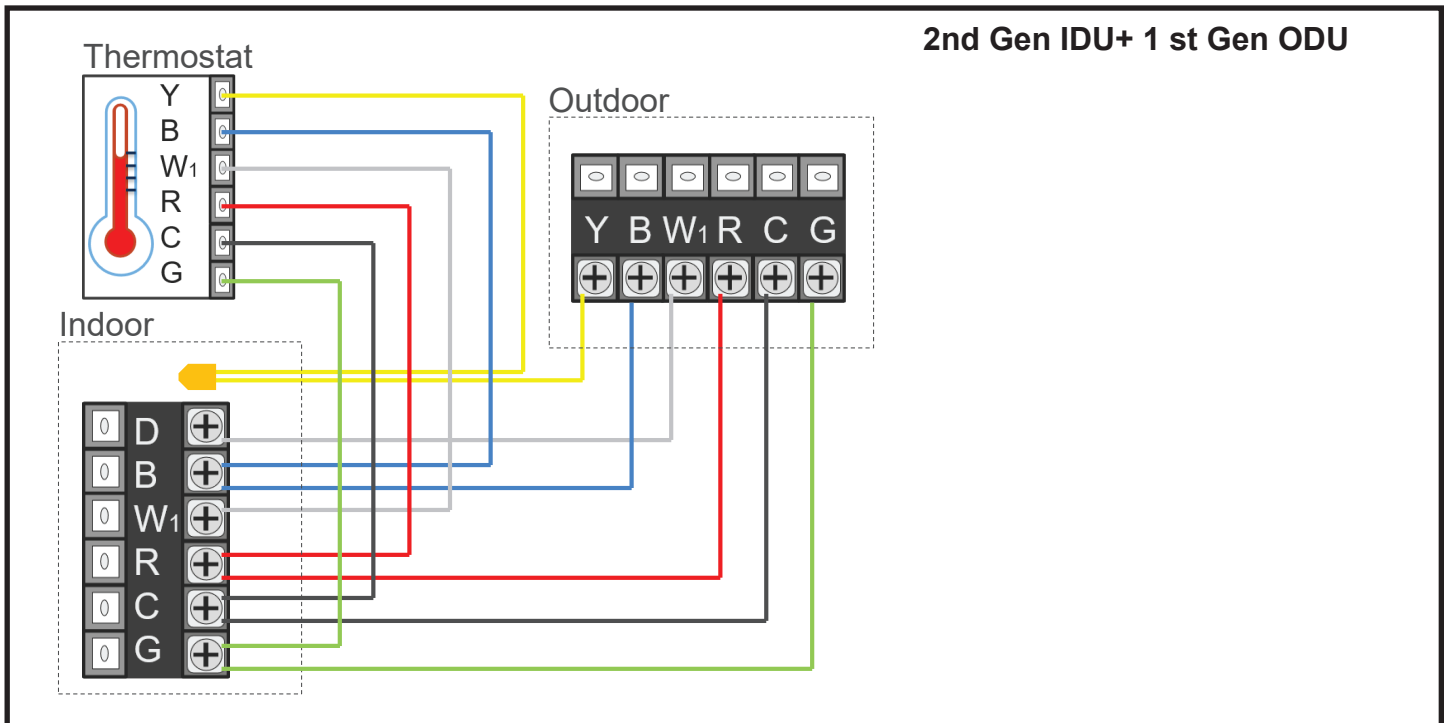 2nd Gen IDU+ 1 st Gen ODU
Thermostat
Y
B
W1
R
C
G
Outdoor
Y B W1 R C G
Indoor
D
B
W1
R
C
G